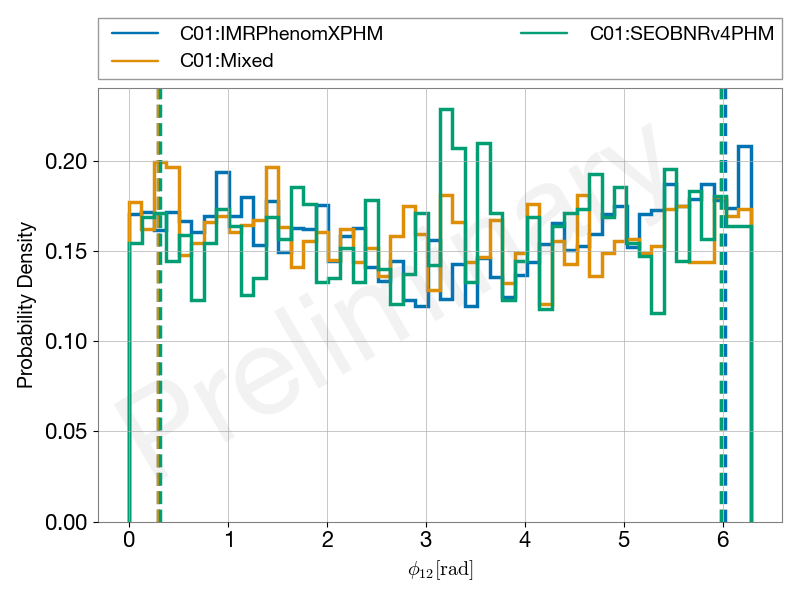 C01:IMRPhenomXPHM
C01:SEOBNRv4PHM
C01:Mixed
Preliminary
Probability Density
0.20
0.15
0.10
0.05
0.00
0 1 2 3 4 5 6
ϕ₁₂[rad]